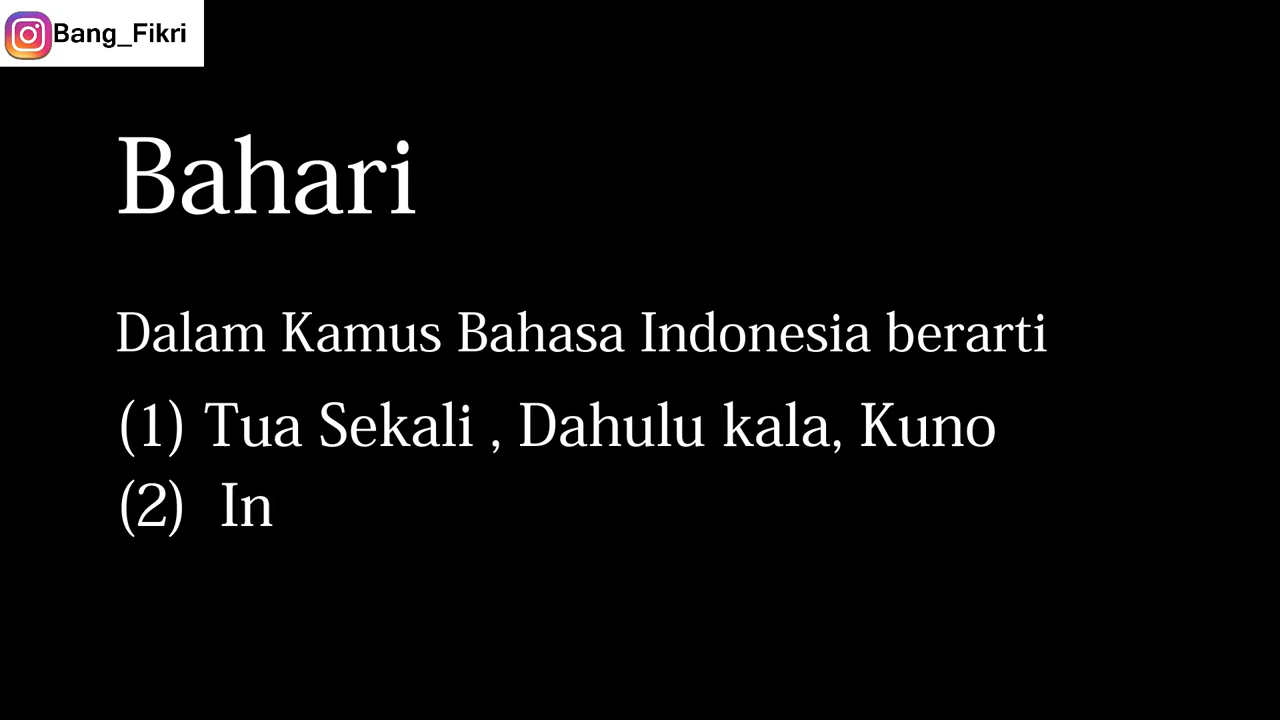 Bang_Fikri
Bahari
Dalam Kamus Bahasa Indonesia berarti
(1) Tua Sekali , Dahulu kala, Kuno
(2) In